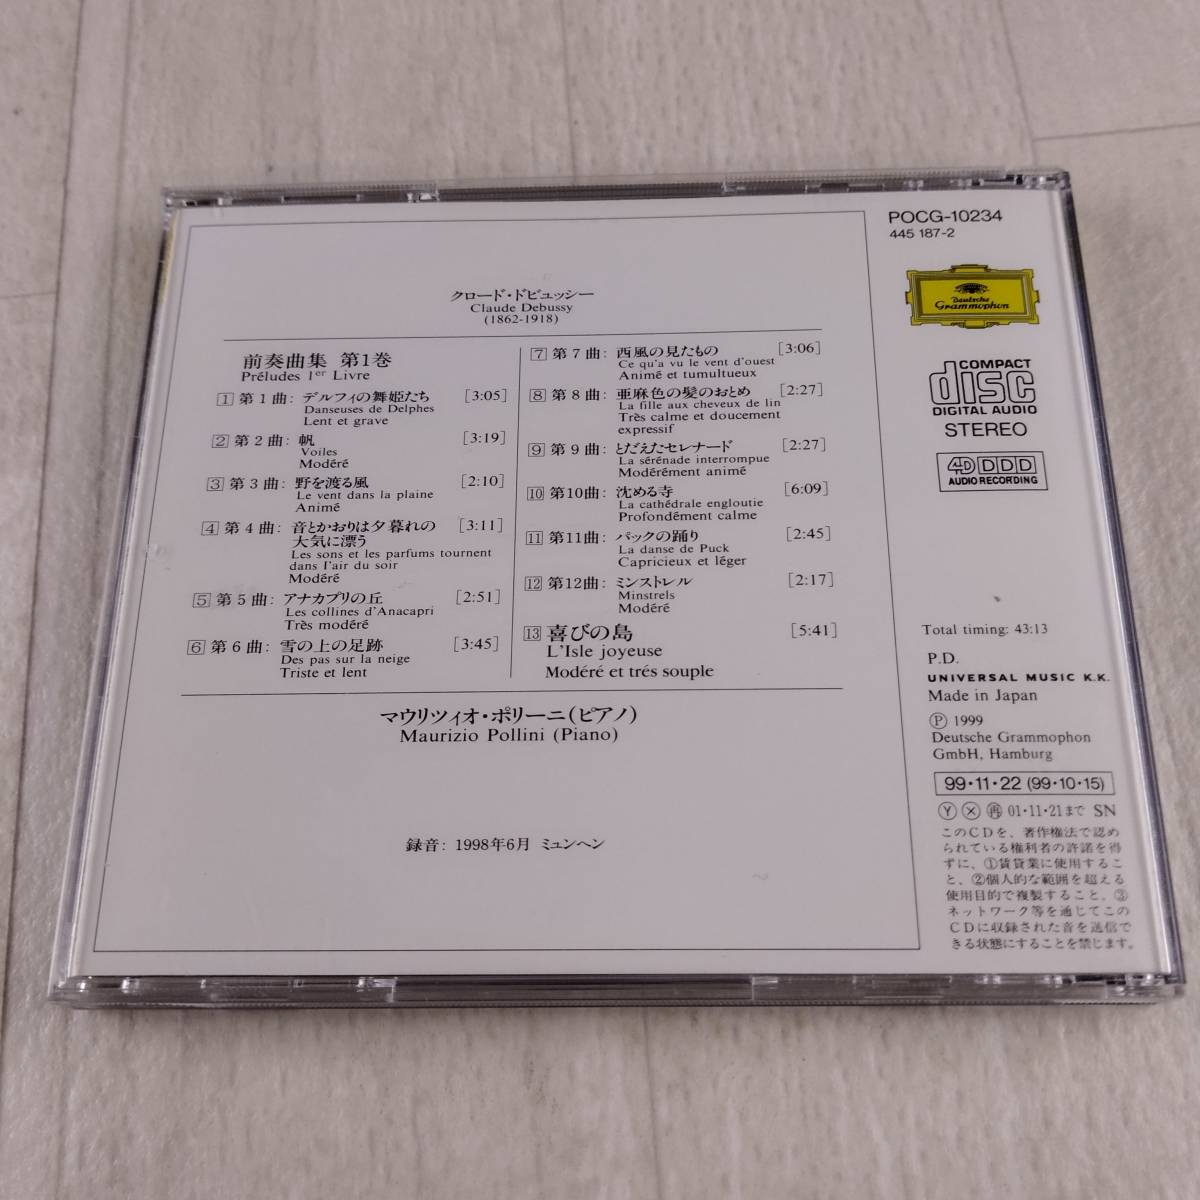 クロード・ドビュッシー
Claude Debussy
(1862-1918)
前奏曲集 第1巻
Préludes 1er Livre
1 第1曲: デルフィの舞姫たち [3:05]
Danseuses de Delphes
Lent et grave
2 第2曲: 帆 [3:19]
Voiles
Modéré
3 第3曲: 野を渡る風 [2:10]
Le vent dans la plaine
Animé
4 第4曲: 音とかおりは夕暮れの [3:11]
大気に漂う
Les sons et les parfums tournent
dans l'air du soir
Modéré
5 第5曲: アナカプリの丘 [2:51]
Les collines d'Anacapri
Très modéré
6 第6曲: 雪の上の足跡 [3:45]
Des pas sur la neige
Triste et lent
7 第7曲: 西風の見たもの [3:06]
Ce qu'a vu le vent d'ouest
Animé et tumultueux
8 第8曲: 亜麻色の髪のおとめ [2:27]
La fille aux cheveux de lin
Très calme et doucement
expressif
9 第9曲: とだえたセレナード [2:27]
La sérénade interrompue
Modérément animé
10 第10曲: 沈める寺 [6:09]
La cathédrale engloutie
Profondément calme
11 第11曲: パックの踊り [2:45]
La danse de Puck
Capricieux et léger
12 第12曲: ミンストレル [2:17]
Minstrels
Modéré
13 喜びの島 [5:41]
L'Isle joyeuse
Modéré et trés souple
マウリツィオ・ポリーニ(ピアノ)
Maurizio Pollini (Piano)
録音: 1998年6月 ミュンヘン
POCG-10234
445 187-2
Deutsche
Grammophon
COMPACT
disc
DIGITAL AUDIO
STEREO
4D DDD
AUDIO RECORDING
Total timing: 43:13
P.D.
UNIVERSAL MUSIC K.K.
Made in Japan
Ⓟ 1999
Deutsche Grammophon
GmbH, Hamburg
99・11・22 (99・10・15)
Ⓨ Ⓧ 再 01・11・21まで SN
このCDを、著作権法で認め
られている権利者の許諾を得
ずに、①賃貸業に使用するこ
と、②個人的な範囲を超える
使用目的で複製すること、③
ネットワーク等を通じてこの
CDに収録された音を送信で
きる状態にすることを禁じます。